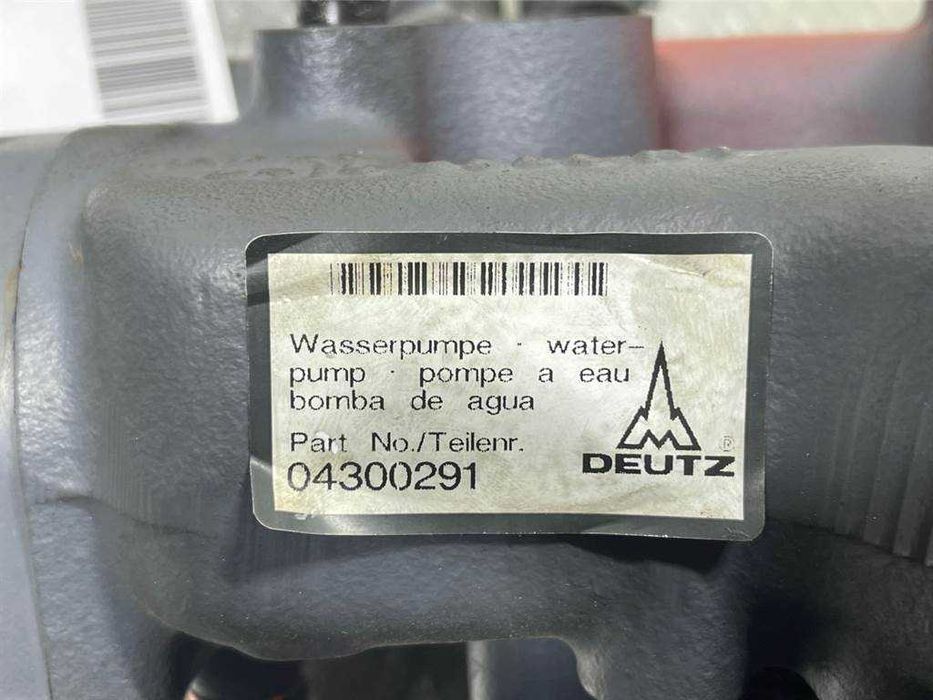 Wasserpumpe · water-
pump · pompe a eau
bomba de agua
Part No./Teilenr.
04300291
DEUTZ ®